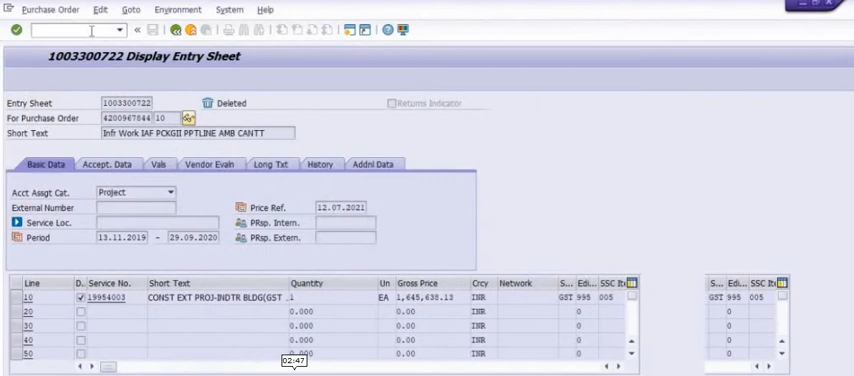 Purchase Order Edit Goto Environment System Help
1003300722 Display Entry Sheet
Entry Sheet 1003300722 Deleted Returns Indicator
For Purchase Order 4200967844 10
Short Text Infr Work IAF PCKGII PPTLINE AMB CANTT
Basic Data Accept. Data Vals Vendor Evaln Long Txt History Addnl Data
Acct Assgt Cat. Project
External Number Price Ref. 12.07.2021
Service Loc. PRsp. Intern.
Period 13.11.2019 - 29.09.2020 PRsp. Extern.
Line D. Service No. Short Text Quantity Un Gross Price Crcy Network S... Edi... SSC Ite S... Edi... SSC Ite
10 19954003 CONST EXT PROJ-INDTR BLDG(GST .. 1 EA 1,645,638.13 INR GST 995 005 GST 995 005
20 0.000 0.00 INR 0 0
30 0.000 0.00 INR 0 0
40 0.000 0.00 INR 0 0
50 0.000 0.00 INR 0 0
02:47